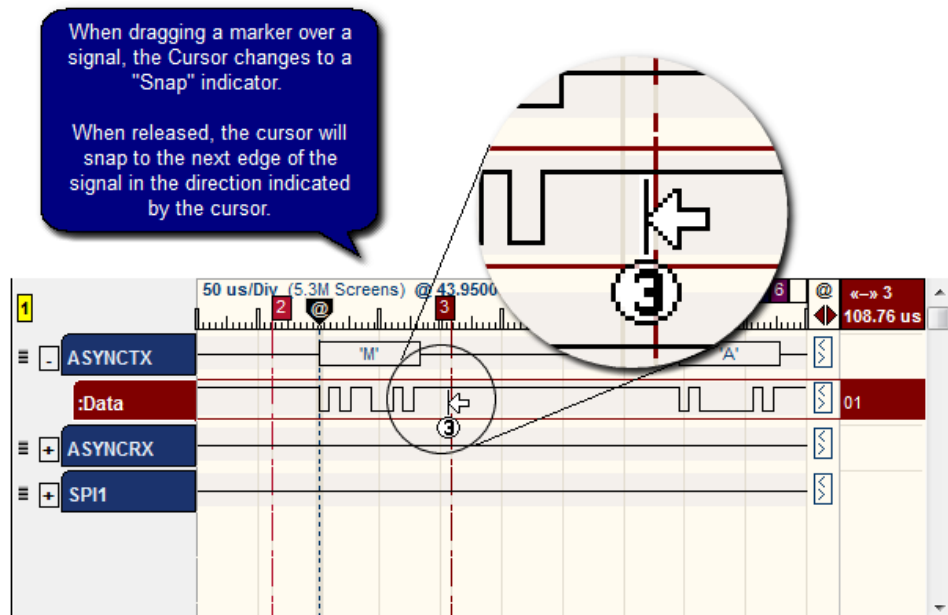 When dragging a marker over a
signal, the Cursor changes to a
"Snap" indicator.
When released, the cursor will
snap to the next edge of the
signal in the direction indicated
by the cursor.
3
1
50 us/Div (5.3M Screens) @ 43.9500
6
@
«–» 3
108.76 us
2
@
3
- ASYNCTX
'M'
'A'
:Data
01
3
+ ASYNCRX
+ SPI1